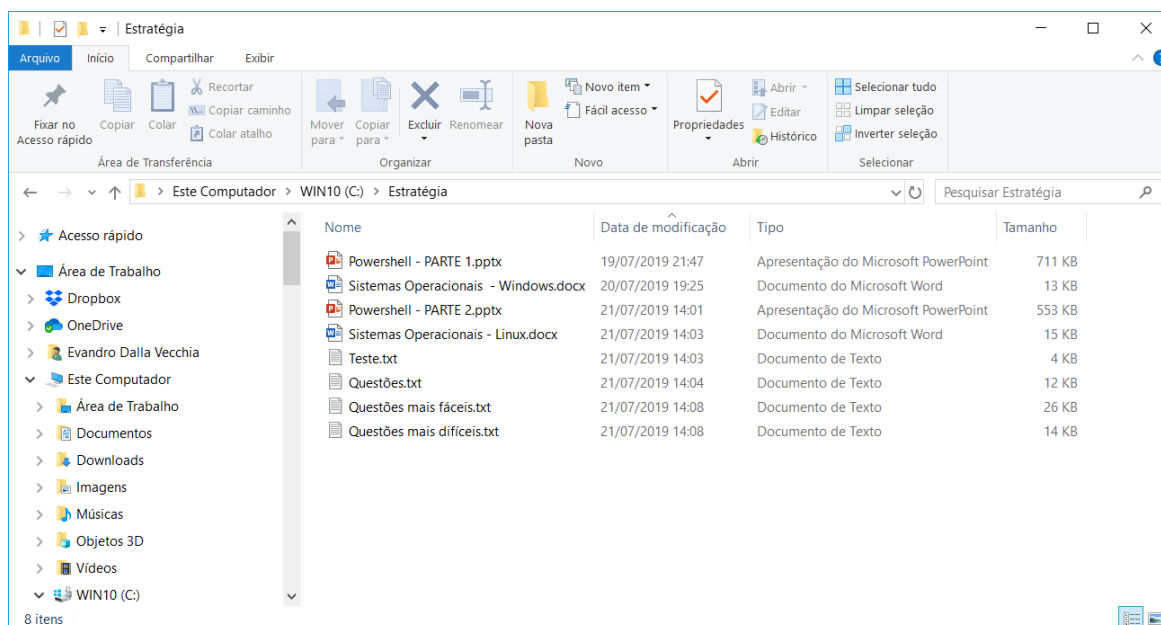 Estratégia
Arquivo Início Compartilhar Exibir
Fixar no Acesso rápido
Copiar
Colar
Recortar
Copiar caminho
Colar atalho
Área de Transferência
Mover para
Copiar para
Excluir
Renomear
Organizar
Nova pasta
Novo item
Fácil acesso
Novo
Propriedades
Abrir
Editar
Histórico
Abrir
Selecionar tudo
Limpar seleção
Inverter seleção
Selecionar
Este Computador > WIN10 (C:) > Estratégia
Pesquisar Estratégia
Acesso rápido
Área de Trabalho
Dropbox
OneDrive
Evandro Dalla Vecchia
Este Computador
Área de Trabalho
Documentos
Downloads
Imagens
Músicas
Objetos 3D
Vídeos
WIN10 (C:)
Nome Data de modificação Tipo Tamanho
Powershell - PARTE 1.pptx 19/07/2019 21:47 Apresentação do Microsoft PowerPoint 711 KB
Sistemas Operacionais - Windows.docx 20/07/2019 19:25 Documento do Microsoft Word 13 KB
Powershell - PARTE 2.pptx 21/07/2019 14:01 Apresentação do Microsoft PowerPoint 553 KB
Sistemas Operacionais - Linux.docx 21/07/2019 14:03 Documento do Microsoft Word 15 KB
Teste.txt 21/07/2019 14:03 Documento de Texto 4 KB
Questões.txt 21/07/2019 14:04 Documento de Texto 12 KB
Questões mais fáceis.txt 21/07/2019 14:08 Documento de Texto 26 KB
Questões mais difíceis.txt 21/07/2019 14:08 Documento de Texto 14 KB
8 itens